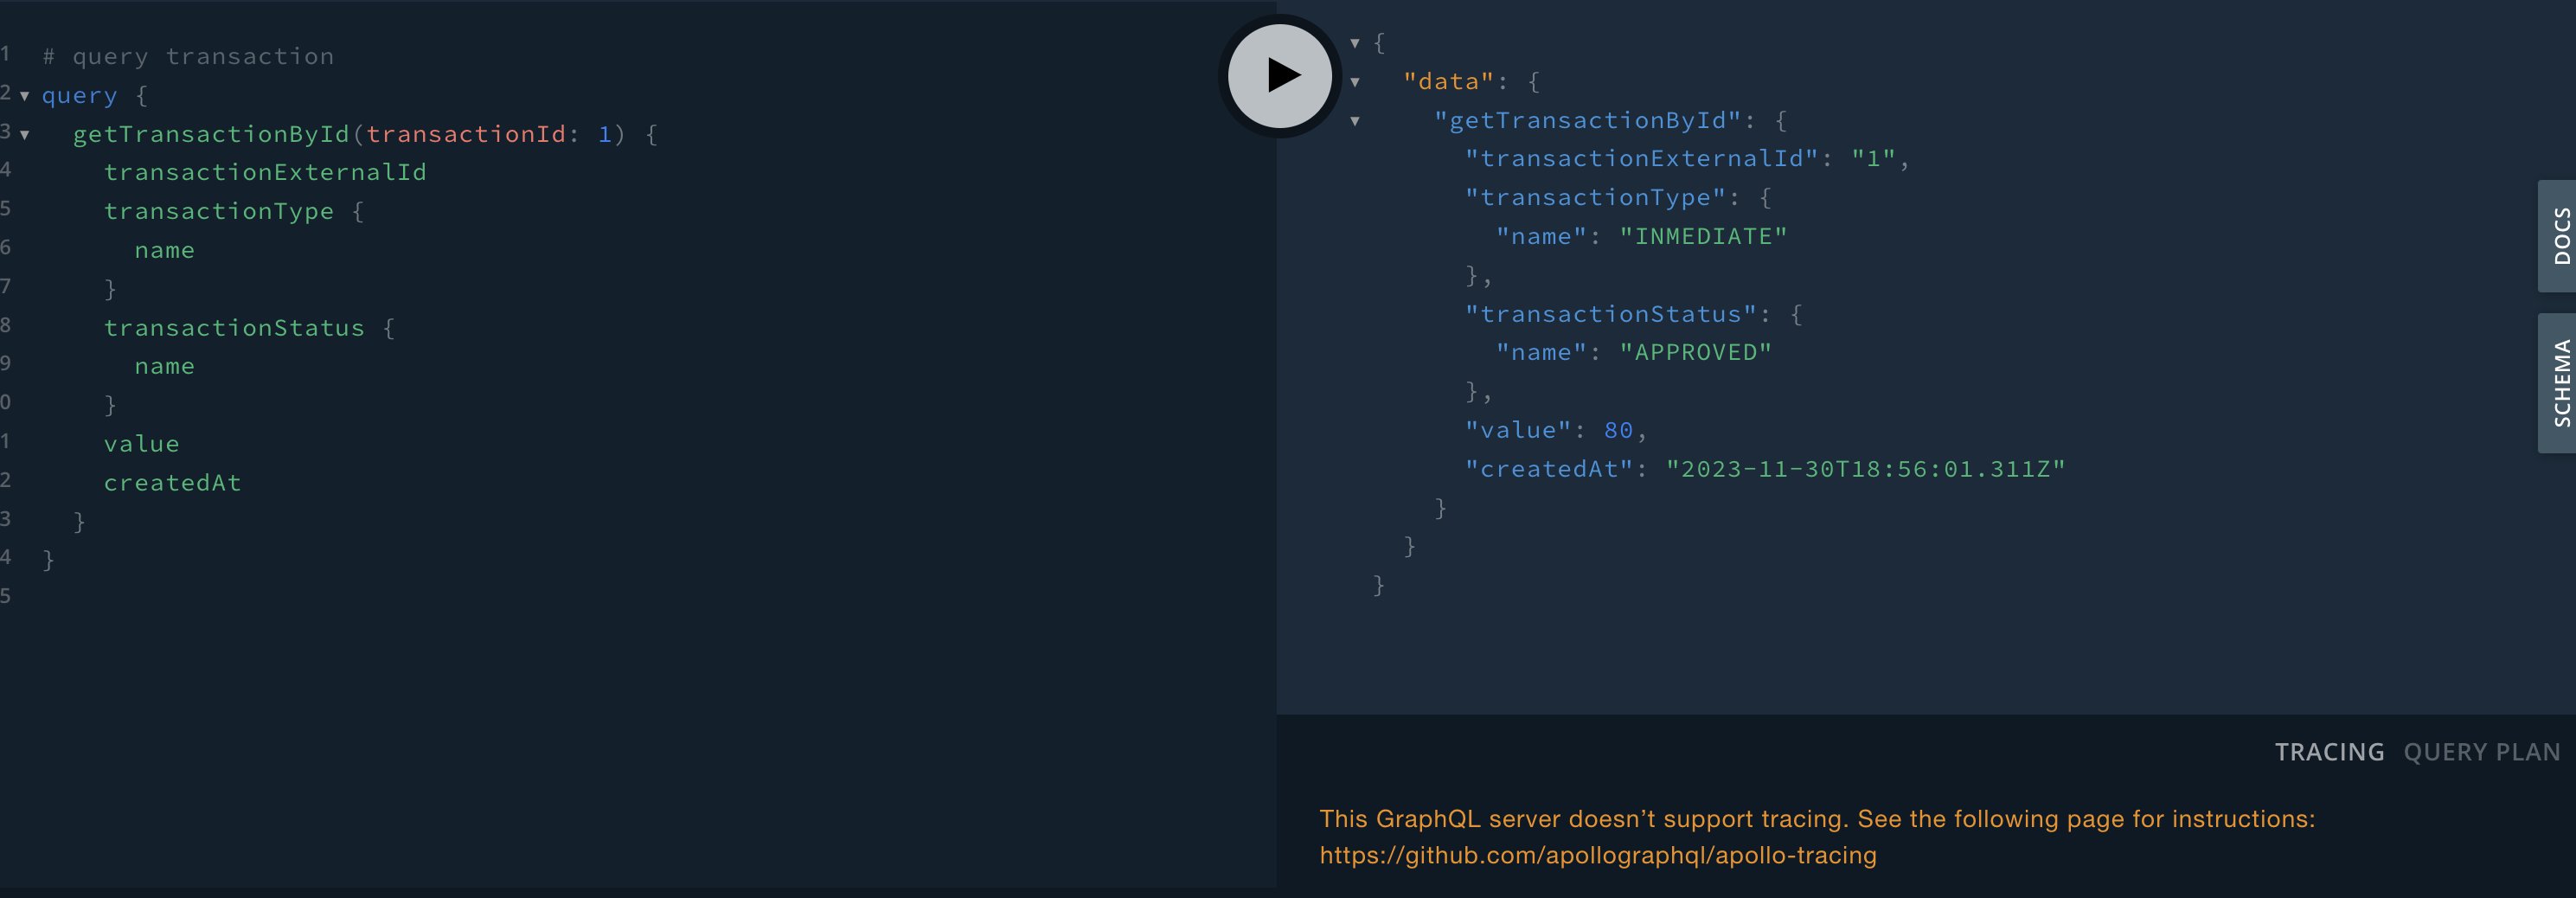 1 # query transaction
2 query {
3 getTransactionById(transactionId: 1) {
4 transactionExternalId
5 transactionType {
6 name
7 }
8 transactionStatus {
9 name
0 }
1 value
2 createdAt
3 }
4 }
5
{
"data": {
"getTransactionById": {
"transactionExternalId": "1",
"transactionType": {
"name": "INMEDIATE"
},
"transactionStatus": {
"name": "APPROVED"
},
"value": 80,
"createdAt": "2023-11-30T18:56:01.311Z"
}
}
}
DOCS
SCHEMA
TRACING QUERY PLAN
This GraphQL server doesn’t support tracing. See the following page for instructions:
https://github.com/apollographql/apollo-tracing